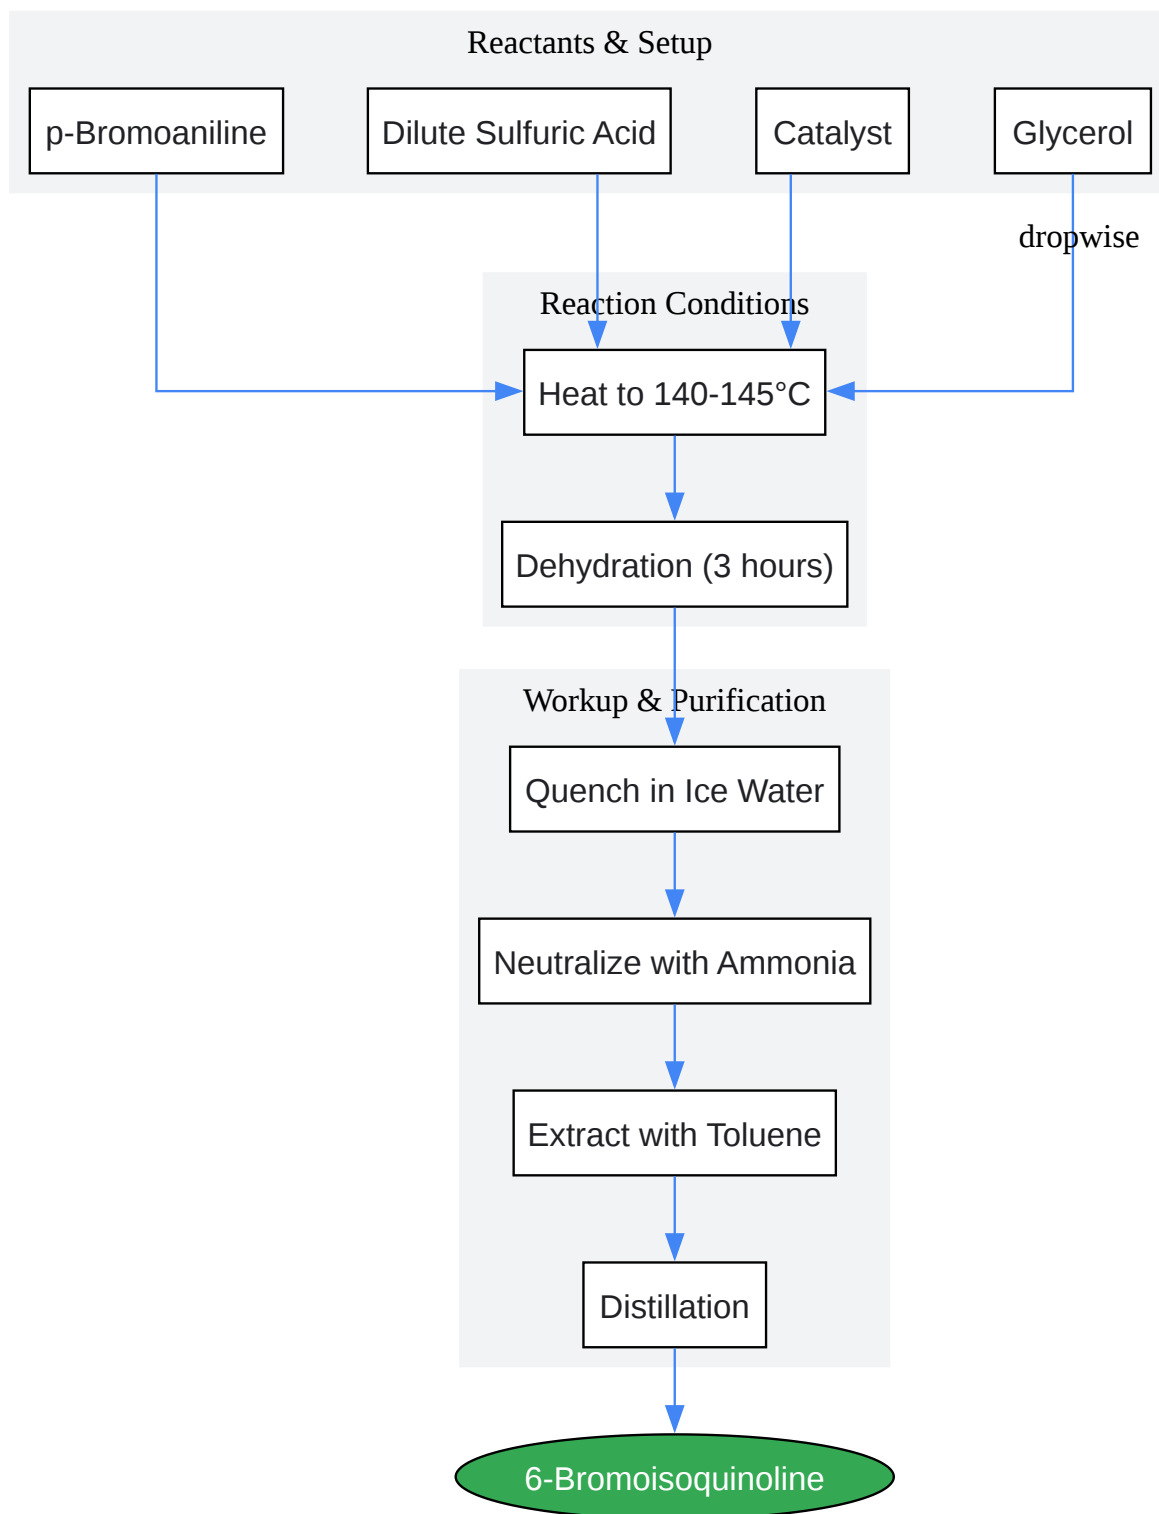 Reactants & Setup
p-Bromoaniline
Dilute Sulfuric Acid
Catalyst
Glycerol
dropwise
Reaction Conditions
Heat to 140-145°C
Dehydration (3 hours)
Workup & Purification
Quench in Ice Water
Neutralize with Ammonia
Extract with Toluene
Distillation
6-Bromoisoquinoline